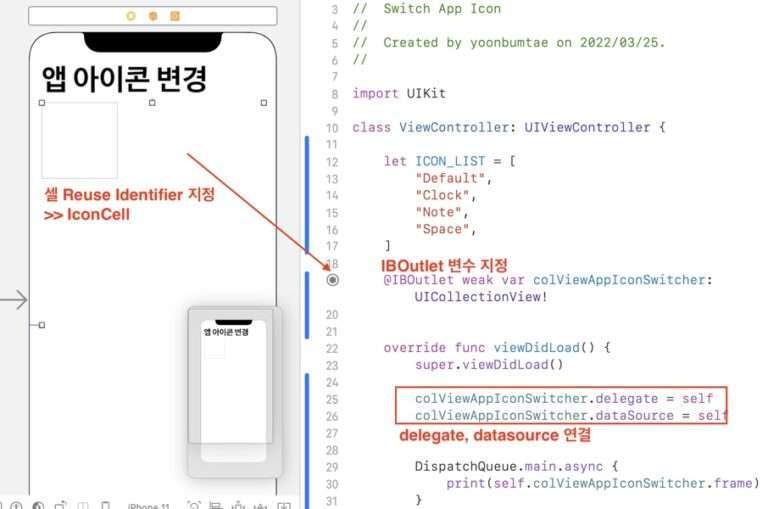 앱 아이콘 변경
셀 Reuse Identifier 지정
>> IconCell
앱 아이콘 변경
iPhone 11
3 // Switch App Icon
4 //
5 // Created by yoonbumtae on 2022/03/25.
6 //
7
8 import UIKit
9
10 class ViewController: UIViewController {
11
12 let ICON_LIST = [
13 "Default",
14 "Clock",
15 "Note",
16 "Space",
17 ]
18
IBOutlet 변수 지정
@IBOutlet weak var colViewAppIconSwitcher:
UICollectionView!
20
21
22 override func viewDidLoad() {
23 super.viewDidLoad()
24
25 colViewAppIconSwitcher.delegate = self
26 colViewAppIconSwitcher.dataSource = self
27
delegate, datasource 연결
28
29 DispatchQueue.main.async {
30 print(self.colViewAppIconSwitcher.frame)
31 }